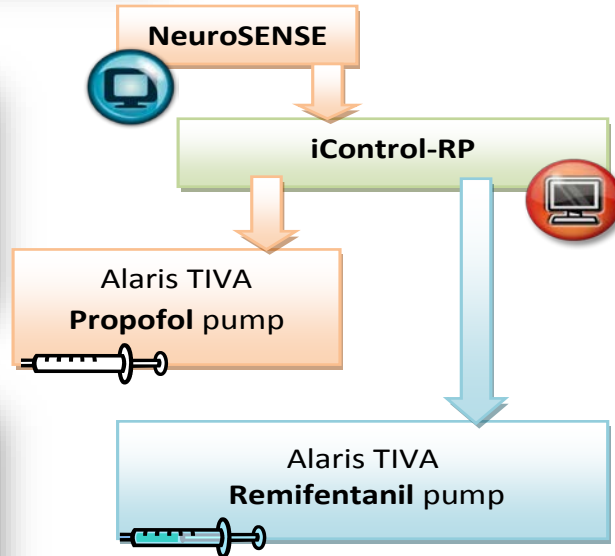 NeuroSENSE
iControl-RP
Alaris TIVA
Propofol pump
Alaris TIVA
Remifentanil pump